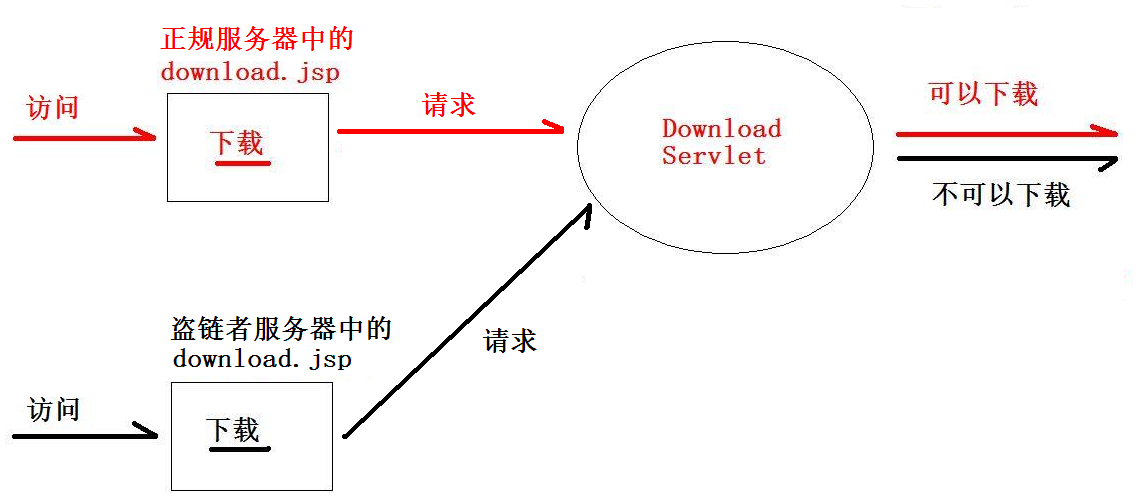 正规服务器中的
download.jsp
访问
下载
请求
Download
Servlet
可以下载
不可以下载
盗链者服务器中的
download.jsp
访问
下载
请求